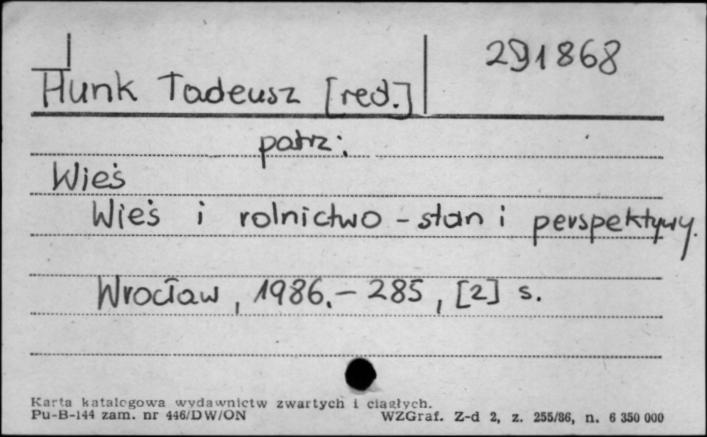 291868
Hunk Tadeusz [red.]
patrz:
Wieś
Wieś i rolnictwo - stan i perspektywy.
Wrocław, 1986. - 285, [2] s.
Karta katalogowa wydawnictw zwartych i ciągłych.
Pu-B-144 zam. nr 446/DW/ON WZGraf. Z-d 2, z. 255/86, n. 6 350 000